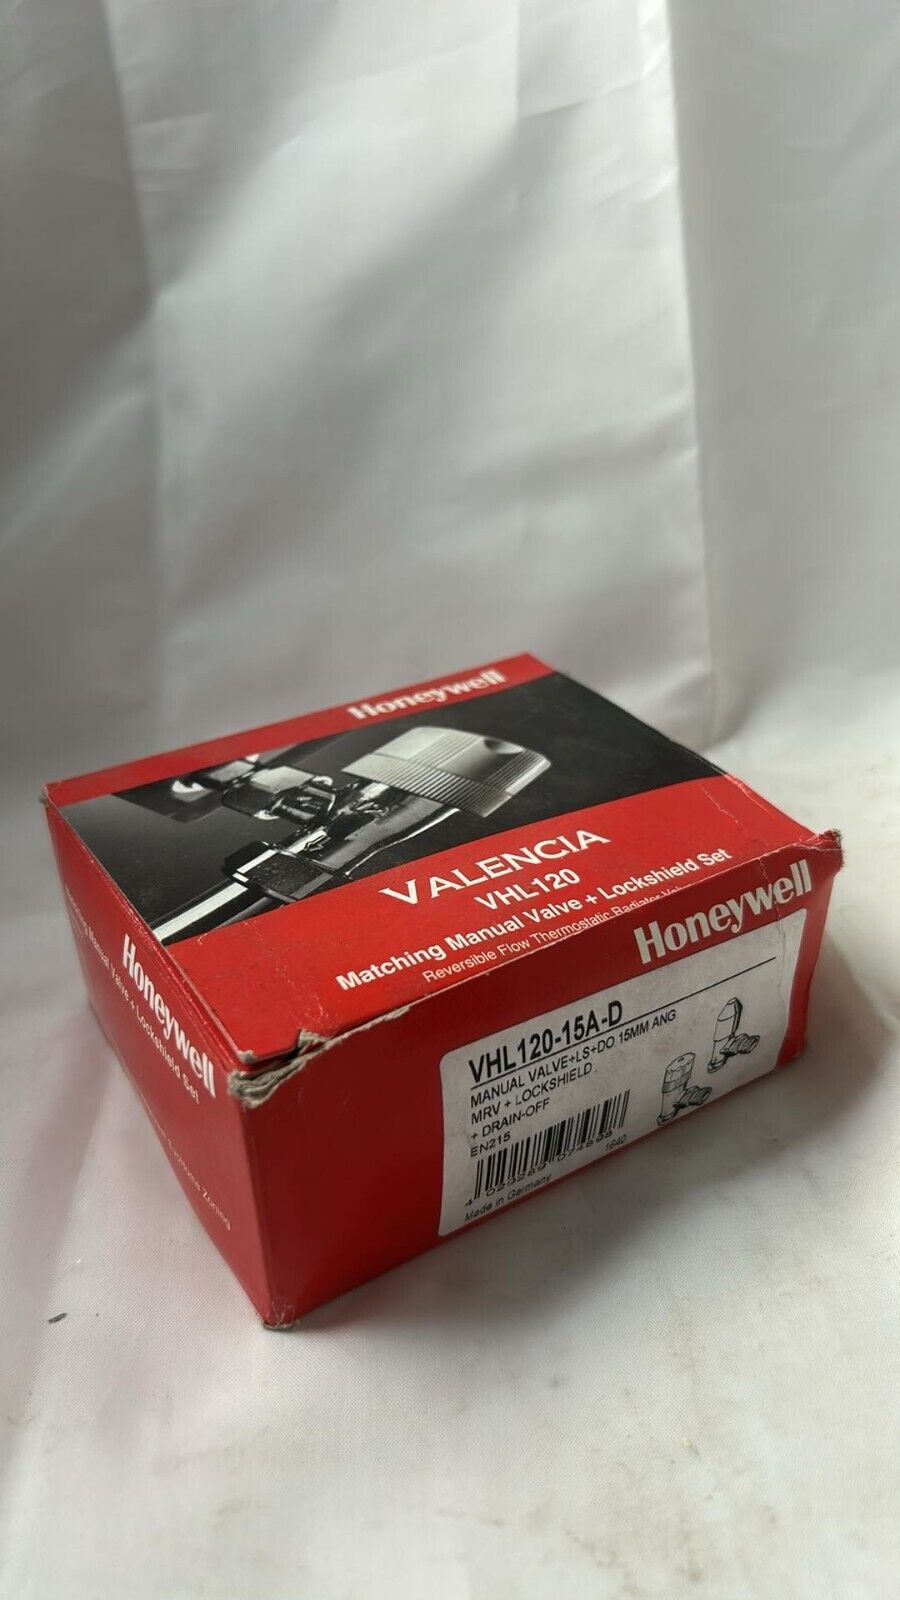 Honeywell
VALENCIA
VHL120
Matching Manual Valve + Lockshield Set
Reversible Flow Thermostatic Radiator
Honeywell
VHL120-15A-D
MANUAL VALVE+LS+DO 15MM ANG
MRV + LOCKSHIELD
+ DRAIN-OFF
EN215
1640
Made in Germany
Honeywell
Matching Manual Valve + Lockshield Set
Zoning